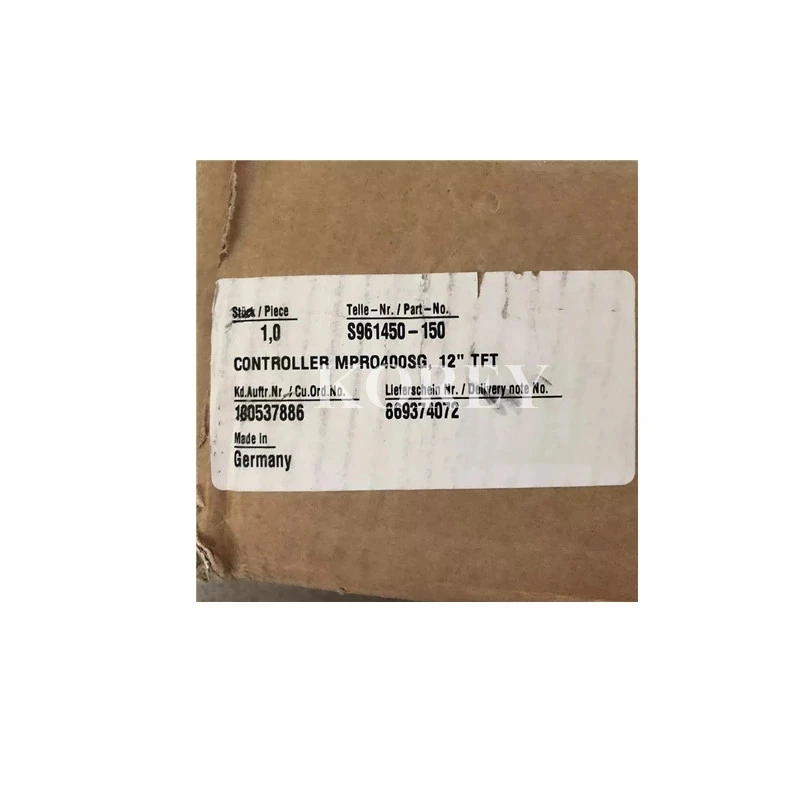 Stück / Piece Teile-Nr. / Part-No.
1,0 S961450-150
CONTROLLER MPRO400SG, 12" TFT
KOREY
Kd.Auftr.Nr. / Cu.Ord.No. Lieferschein Nr. / Delivery note No.
180537886 869374072
Made in
Germany